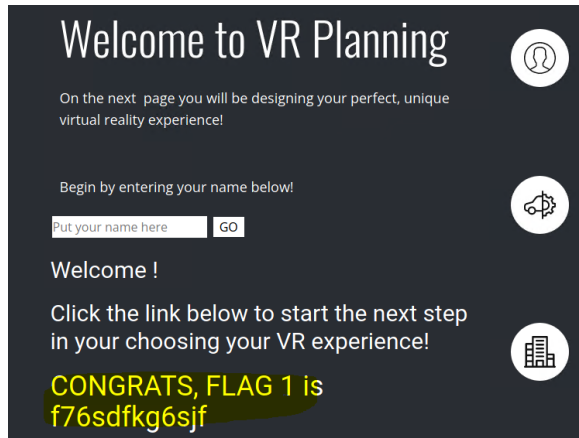 Welcome to VR Planning
On the next page you will be designing your perfect, unique
virtual reality experience!
Begin by entering your name below!
Put your name here GO
Welcome !
Click the link below to start the next step
in your choosing your VR experience!
CONGRATS, FLAG 1 is
f76sdfkg6sjf